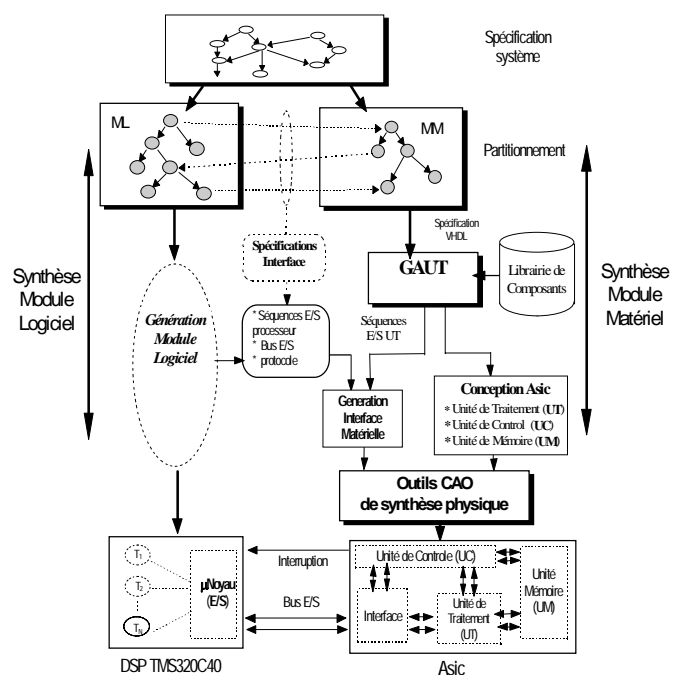 Spécification
système
ML
MM
Partitionnement
Spécification
VHDL
Spécifications
Interface
GAUT
Librairie de
Composants
Synthèse
Module
Logiciel
Synthèse
Module
Matériel
Génération
Module
Logiciel
* Séquences E/S
processeur
* Bus E/S
* protocole
Séquences
E/S UT
Generation
Interface
Matérielle
Conception Asic
* Unité de Traitement (UT)
* Unité de Control (UC)
* Unité de Mémoire (UM)
Outils CAO
de synthèse physique
T1
T2
TN
µNoyau
(E/S)
Interruption
Bus E/S
Unité de Controle (UC)
Interface
Unité de
Traitement
(UT)
Unité
Mémoire
(UM)
DSP TMS320C40
Asic